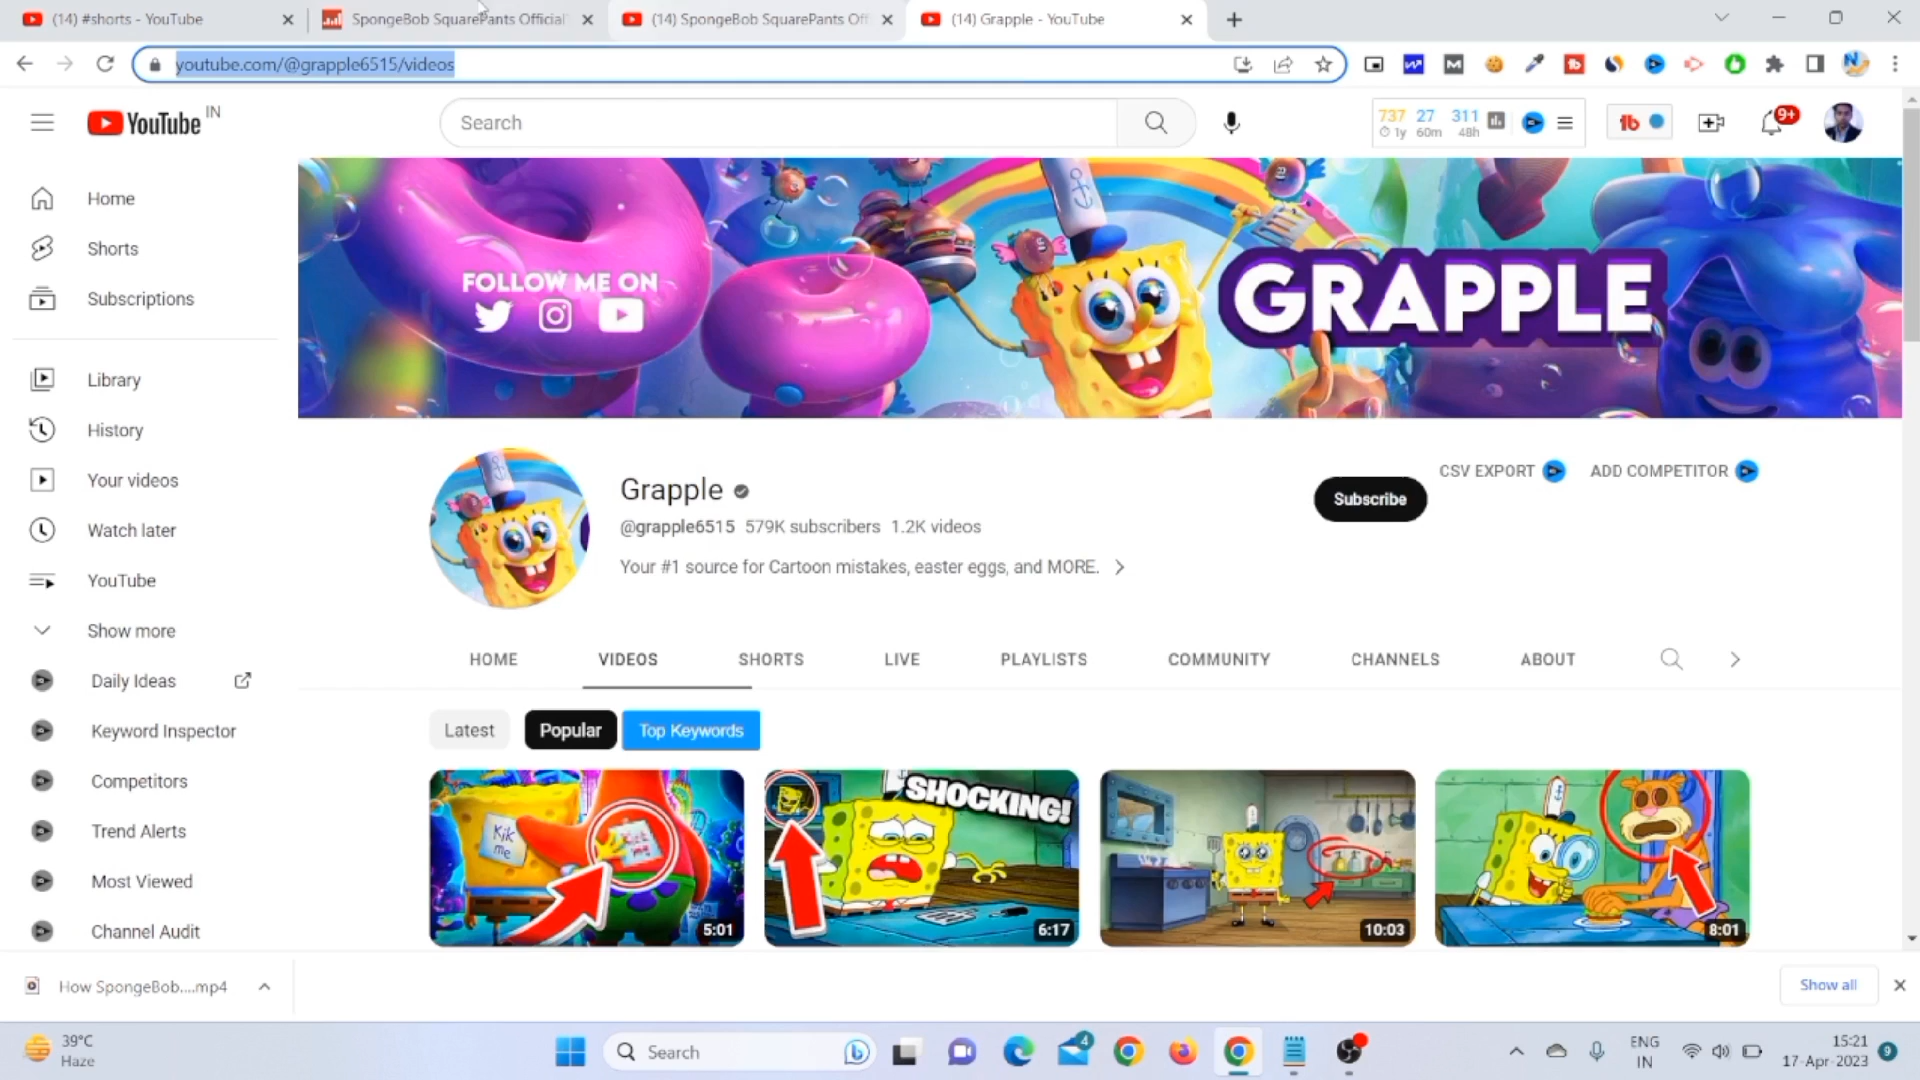 (14) #shorts - YouTube
SpongeBob SquarePants Official
(14) SpongeBob SquarePants Off
(14) Grapple - YouTube
youtube.com/@grapple6515/videos
YouTube IN
Search
737 27 311
1y 60m 48h
tb
9+
Home
Shorts
Subscriptions
Library
History
Your videos
Watch later
YouTube
Show more
Daily Ideas
Keyword Inspector
Competitors
Trend Alerts
Most Viewed
Channel Audit
FOLLOW ME ON
GRAPPLE
Grapple
@grapple6515 579K subscribers 1.2K videos
Your #1 source for Cartoon mistakes, easter eggs, and MORE.
Subscribe
CSV EXPORT
ADD COMPETITOR
HOME VIDEOS SHORTS LIVE PLAYLISTS COMMUNITY CHANNELS ABOUT
Latest Popular Top Keywords
Kik
me
5:01
SHOCKING!
6:17
10:03
8:01
How SpongeBob....mp4
Show all
39°C
Haze
Search
4
ENG
IN
15:21
17-Apr-2023
9